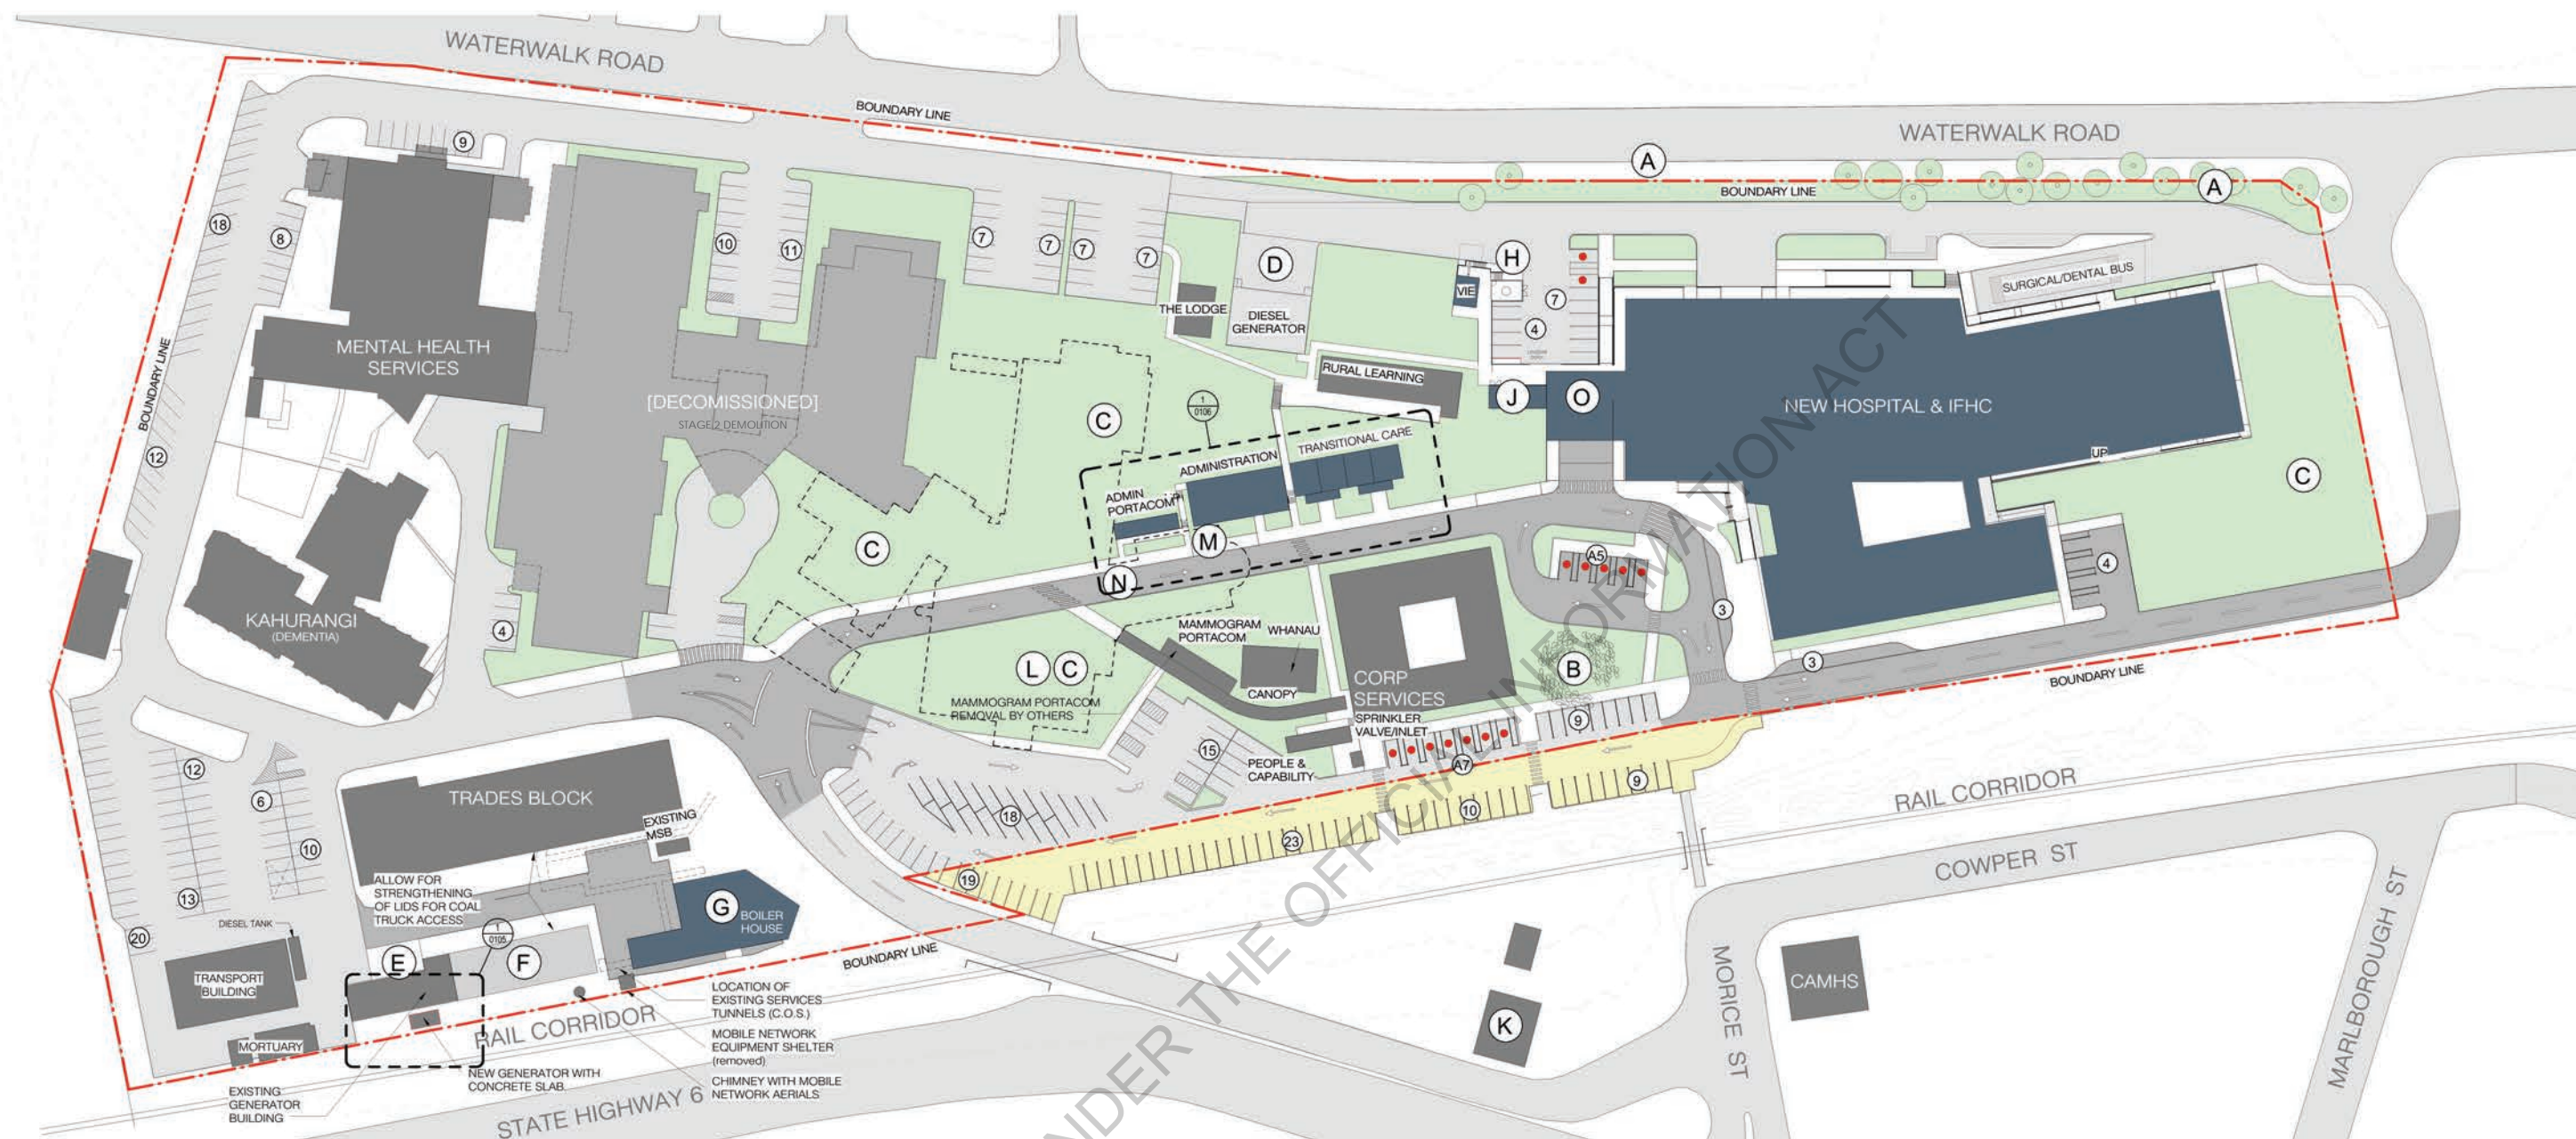 WATERWALK ROAD
BOUNDARY LINE
WATERWALK ROAD
A
BOUNDARY LINE
A
9
18
8
10
11
7
7
7
7
D
H
VIE
7
4
SURGICAL/DENTAL BUS
THE LODGE
DIESEL
GENERATOR
MENTAL HEALTH
SERVICES
BOUNDARY LINE
12
[DECOMISSIONED]
STAGE 2 DEMOLITION
C
1
0106
RURAL LEARNING
J
O
NEW HOSPITAL & IFHC
UP
C
TRANSITIONAL CARE
ADMINISTRATION
ADMIN
PORTACOM
M
N
C
A5
4
3
3
KAHURANGI
(DEMENTIA)
4
MAMMOGRAM
PORTACOM
WHANAU
L
C
CANOPY
CORP
SERVICES
B
MAMMOGRAM PORTACOM
REMOVAL BY OTHERS
SPRINKLER
VALVE/INLET
9
15
PEOPLE &
CAPABILITY
A7
BOUNDARY LINE
12
6
10
13
20
TRADES BLOCK
EXISTING
MSB
18
19
23
10
9
RAIL CORRIDOR
COWPER ST
ALLOW FOR
STRENGTHENING
OF LIDS FOR COAL
TRUCK ACCESS
DIESEL TANK
1
0105
G
BOILER
HOUSE
E
F
TRANSPORT
BUILDING
BOUNDARY LINE
MORTUARY
RAIL CORRIDOR
LOCATION OF
EXISTING SERVICES
TUNNELS (C.O.S.)
MOBILE NETWORK
EQUIPMENT SHELTER
(removed)
CHIMNEY WITH MOBILE
NETWORK AERIALS
NEW GENERATOR WITH
CONCRETE SLAB
EXISTING
GENERATOR
BUILDING
STATE HIGHWAY 6
K
MORICE ST
CAMHS
MARLBOROUGH ST
NDER THE OFFICIAL INFORMATION ACT